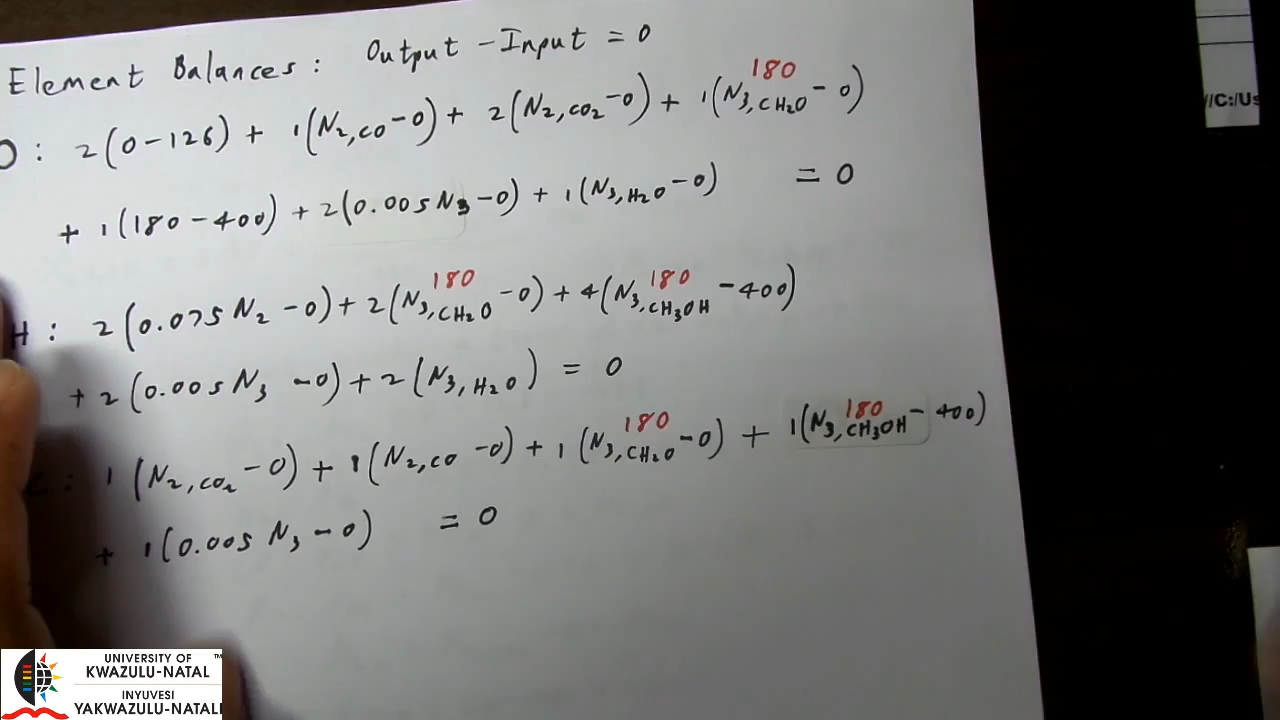 Element Balances: Output - Input = 0
180
O: 2(0-126) + 1(N2,CO-0) + 2(N2,CO2-0) + 1(N3,CH2O-0)
+ 1(180-400) + 2(0.005N3-0) + 1(N3,H2O-0) = 0
180 180
H: 2(0.075N2-0) + 2(N3,CH2O-0) + 4(N3,CH3OH-400)
+ 2(0.005N3-0) + 2(N3,H2O) = 0
180 180
C: 1(N2,CO2-0) + 1(N2,CO-0) + 1(N3,CH2O-0) + 1(N3,CH3OH-400)
+ 1(0.005N3-0) = 0
//C:/Us
UNIVERSITY OF ™
KWAZULU-NATAL
INYUVESI
YAKWAZULU-NATALI